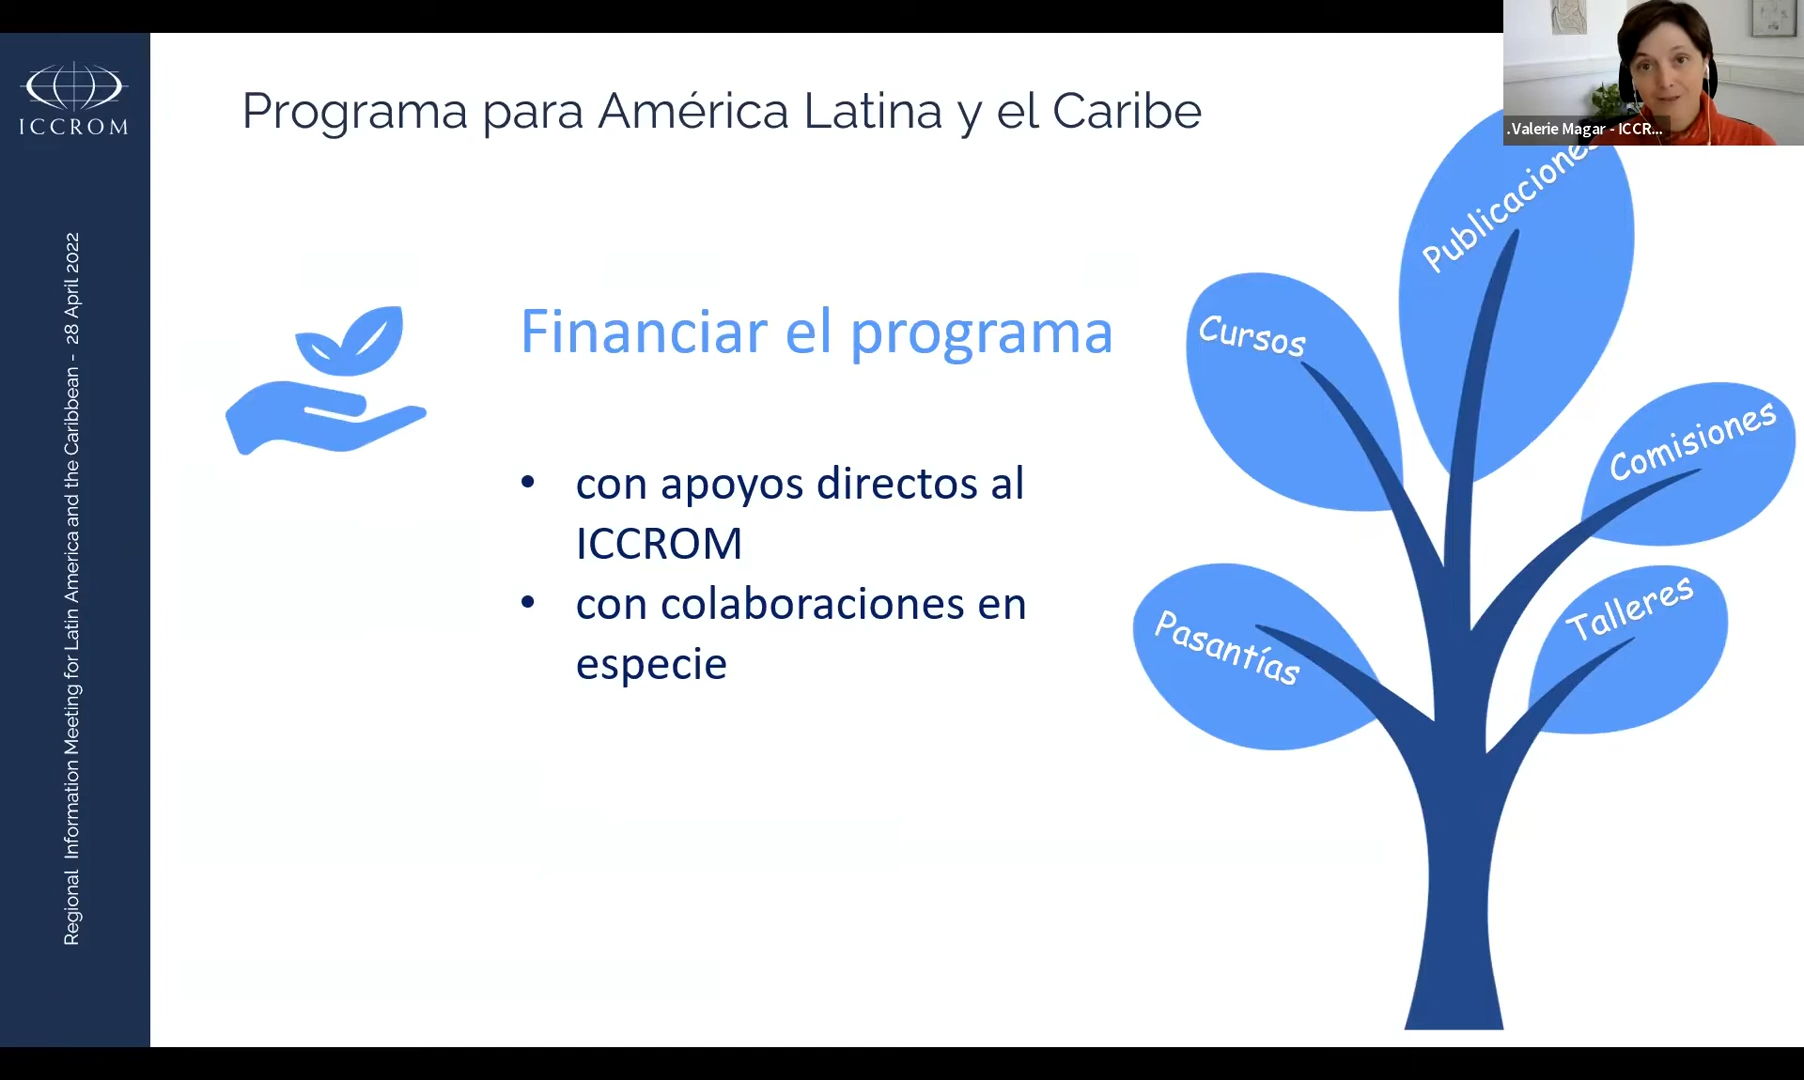 ICCROM
Regional Information Meeting for Latin America and the Caribbean - 28 April 2022
Programa para América Latina y el Caribe
.Valerie Magar - ICCR...
Financiar el programa
• con apoyos directos al
ICCROM
• con colaboraciones en
especie
Publicaciones
Cursos
Comisiones
Talleres
Pasantías